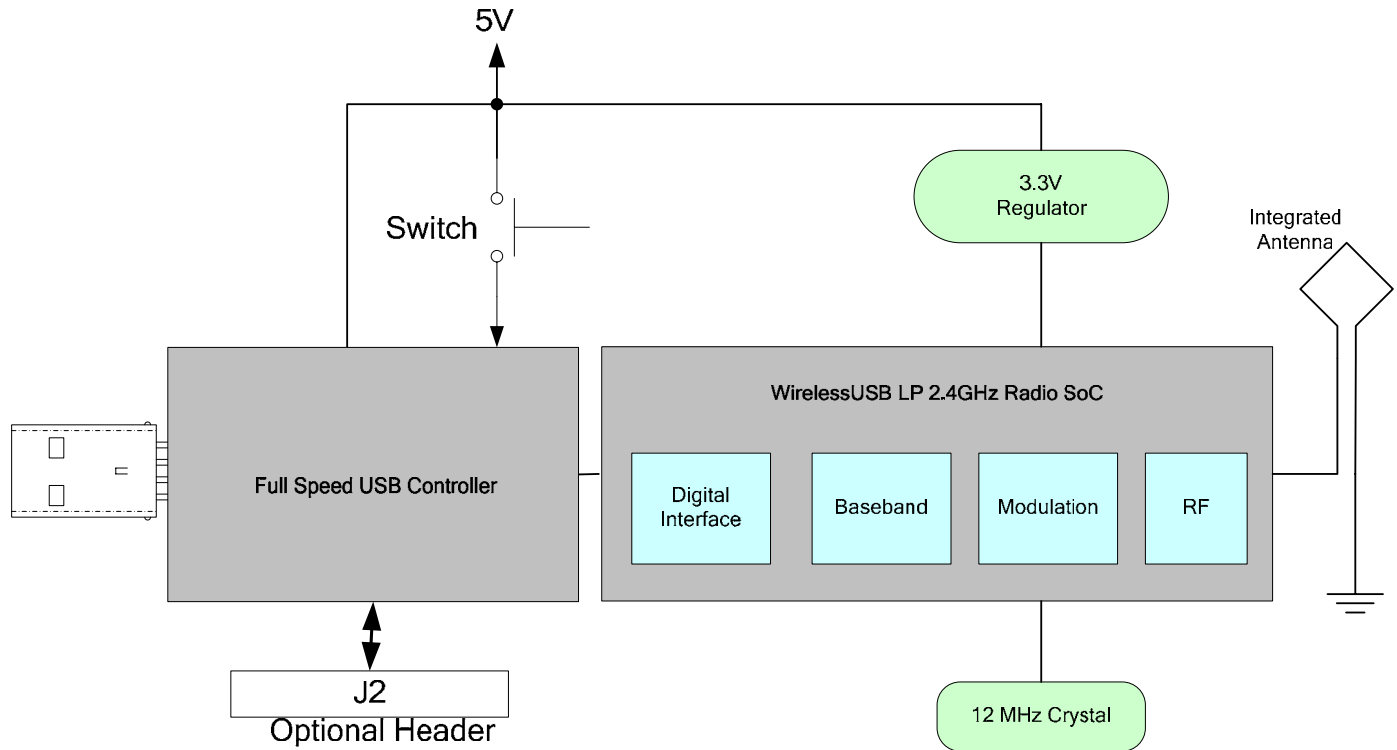 5V
3.3V
Regulator
Integrated
Antenna
Switch
WirelessUSB LP 2.4GHz Radio SoC
Full Speed USB Controller
Digital
Interface
Baseband
Modulation
RF
J2
Optional Header
12 MHz Crystal